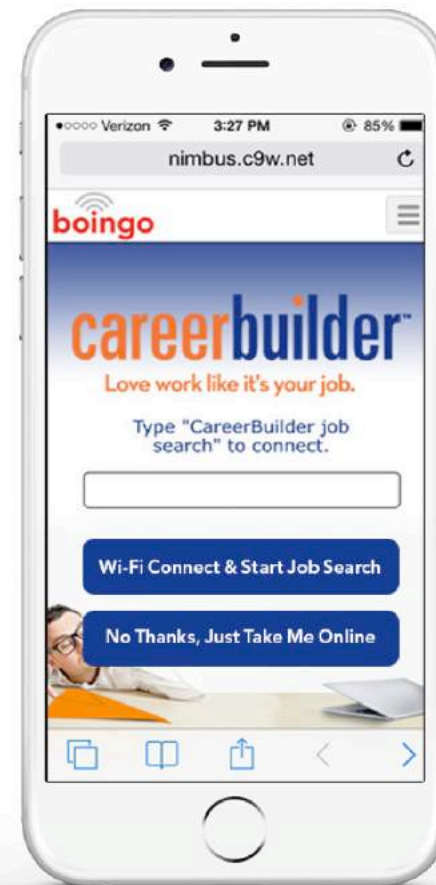 Verizon 3:27 PM 85%
nimbus.c9w.net
boingo
careerbuilder™
Love work like it's your job.
Type "CareerBuilder job
search" to connect.
Wi-Fi Connect & Start Job Search
No Thanks, Just Take Me Online